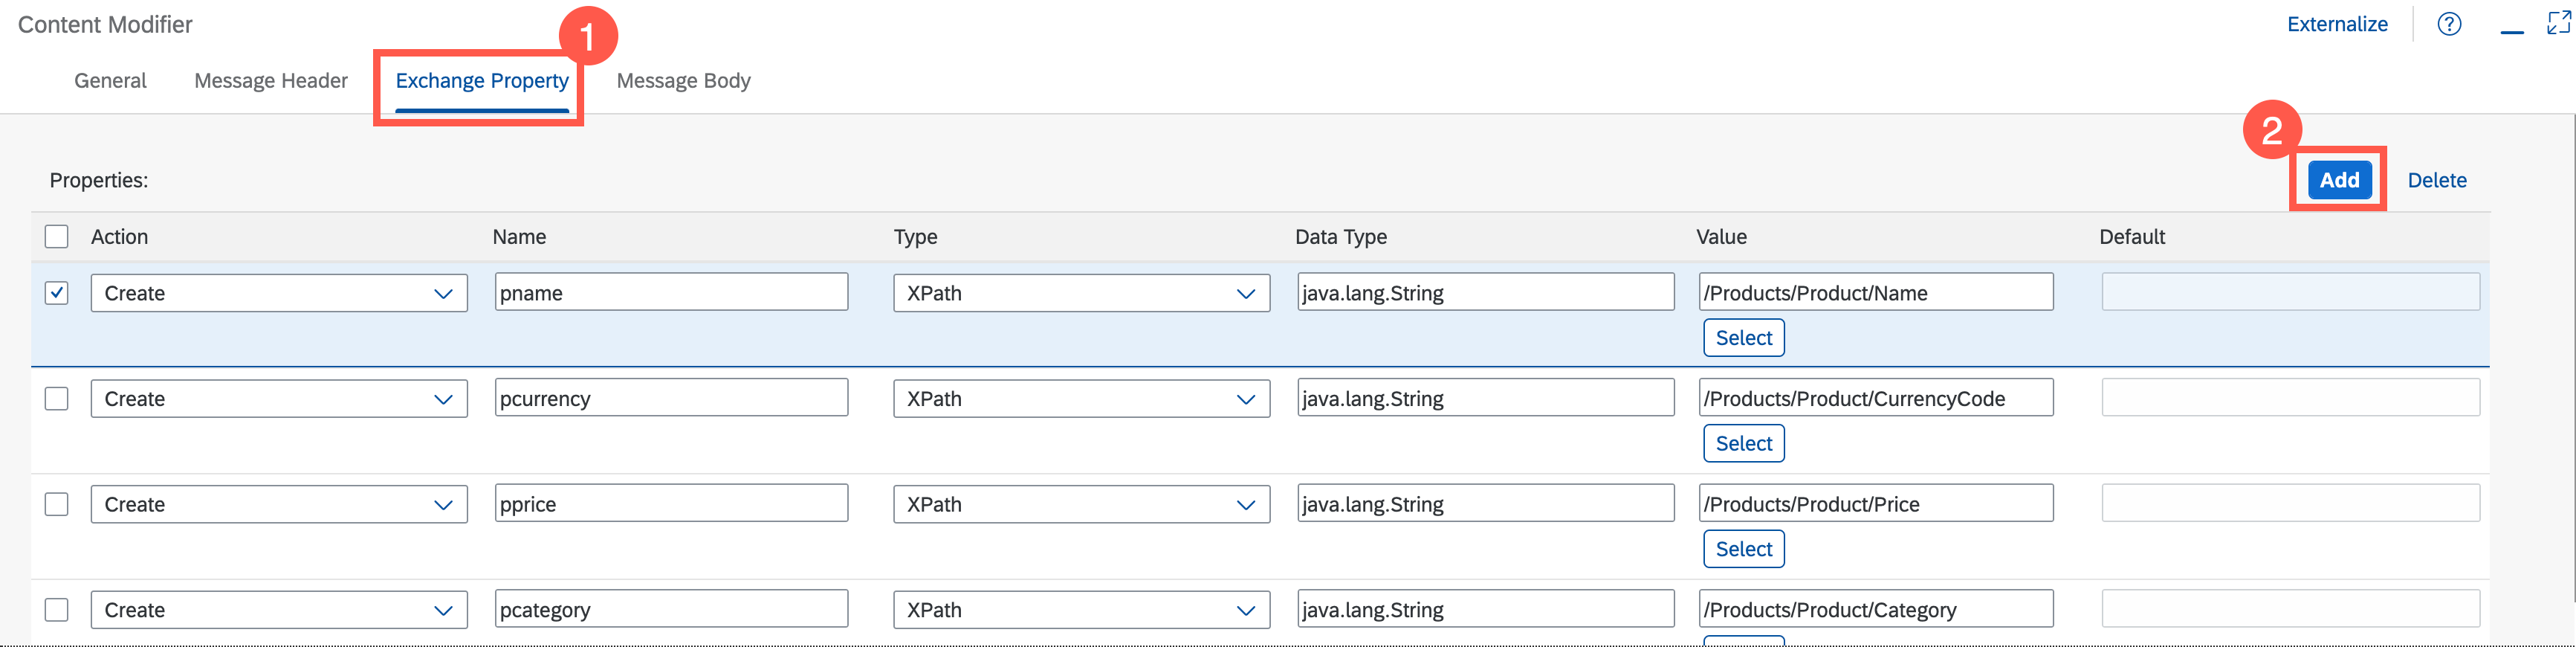 Content Modifier Externalize ?
1
General Message Header Exchange Property Message Body
2
Properties: Add Delete
Action Name Type Data Type Value Default
Create pname XPath java.lang.String /Products/Product/Name
Select
Create pcurrency XPath java.lang.String /Products/Product/CurrencyCode
Select
Create pprice XPath java.lang.String /Products/Product/Price
Select
Create pcategory XPath java.lang.String /Products/Product/Category